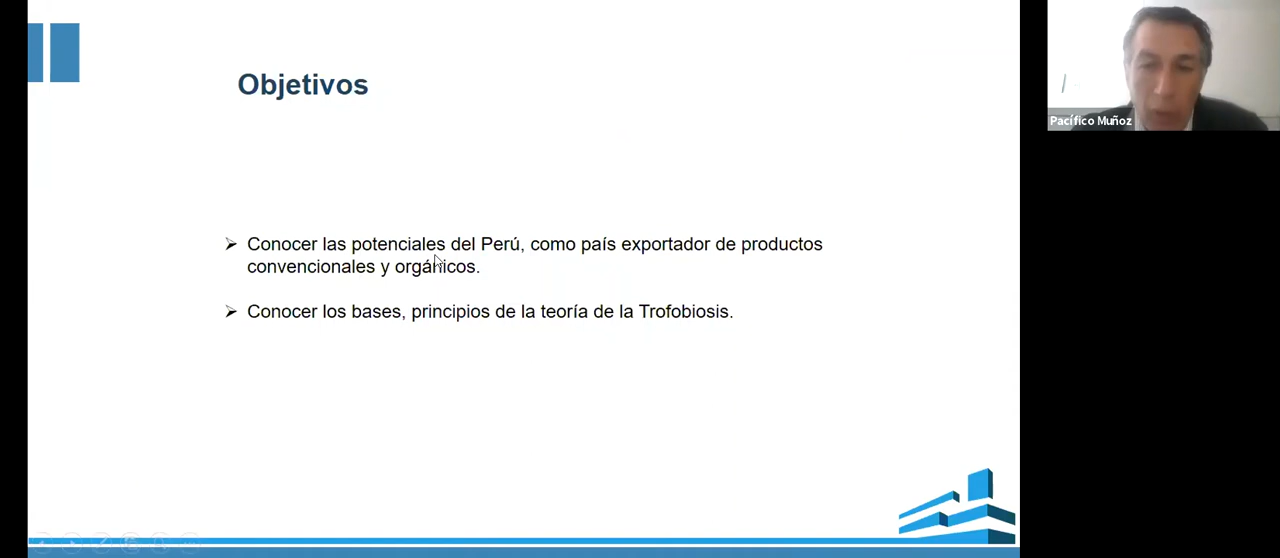 Objetivos
Pacífico Muñoz
➢ Conocer las potenciales del Perú, como país exportador de productos
convencionales y orgánicos.
➢ Conocer los bases, principios de la teoría de la Trofobiosis.